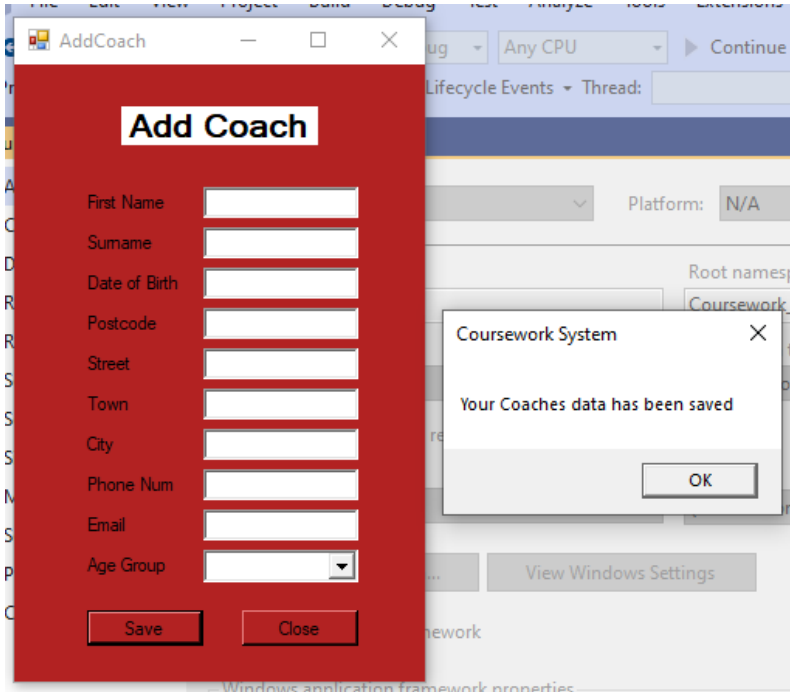 File Edit View Project Build Debug Test Analyze Tools Extensions
AddCoach
Any CPU
Continue
Lifecycle Events
Thread:
Add Coach
First Name
Surname
Date of Birth
Postcode
Street
Town
City
Phone Num
Email
Age Group
Save
Close
Platform:
N/A
Root namesp
Coursework_
Coursework System
Your Coaches data has been saved
OK
View Windows Settings
Windows application framework properties